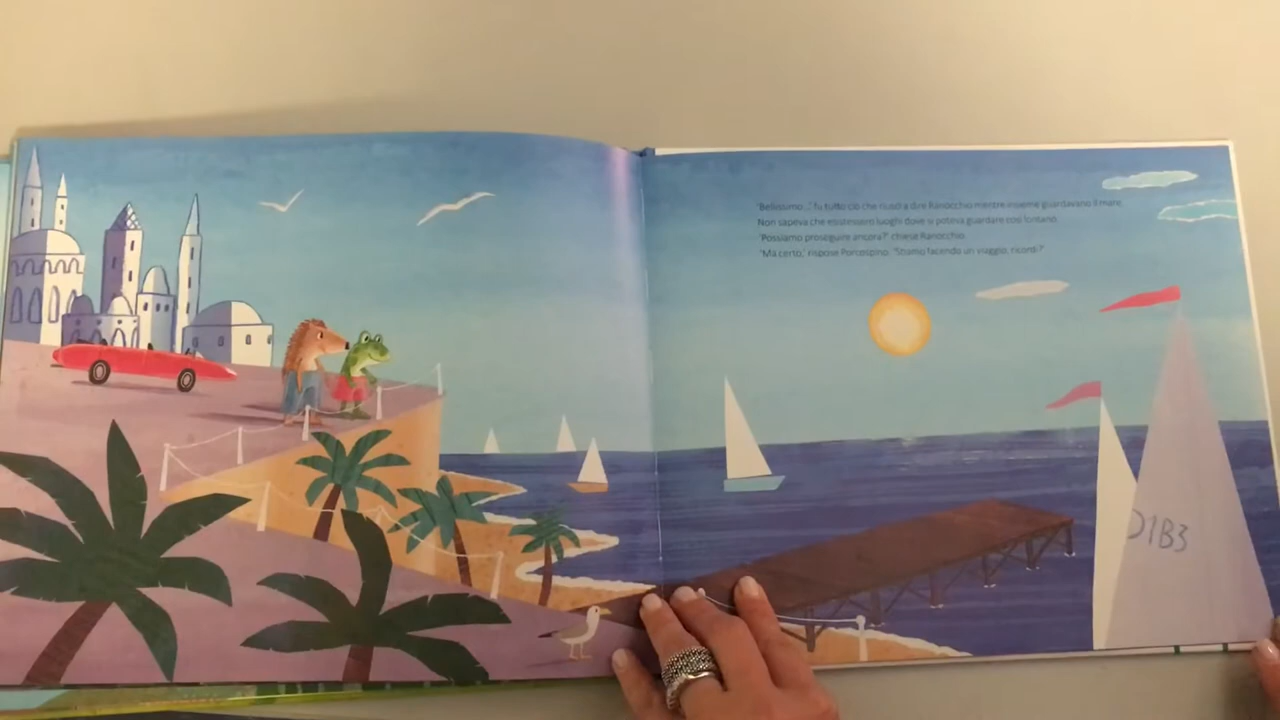 'Bellissimo...' fu tutto ciò che riuscì a dire Ranocchio mentre insieme guardavano il mare.
Non sapeva che esistessero luoghi dove si poteva guardare così lontano.
'Possiamo proseguire ancora?' chiese Ranocchio.
'Ma certo,' rispose Porcospino. 'Stiamo facendo un viaggio, ricordi?'
D1B3